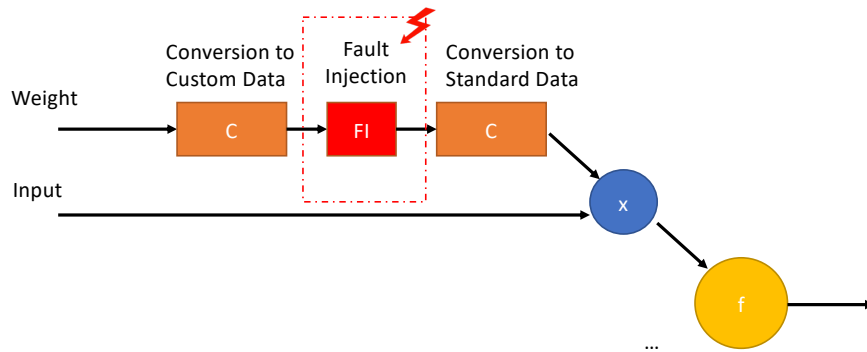 Conversion to
Custom Data
Fault
Injection
Conversion to
Standard Data
Weight
C
FI
C
Input
x
f
...